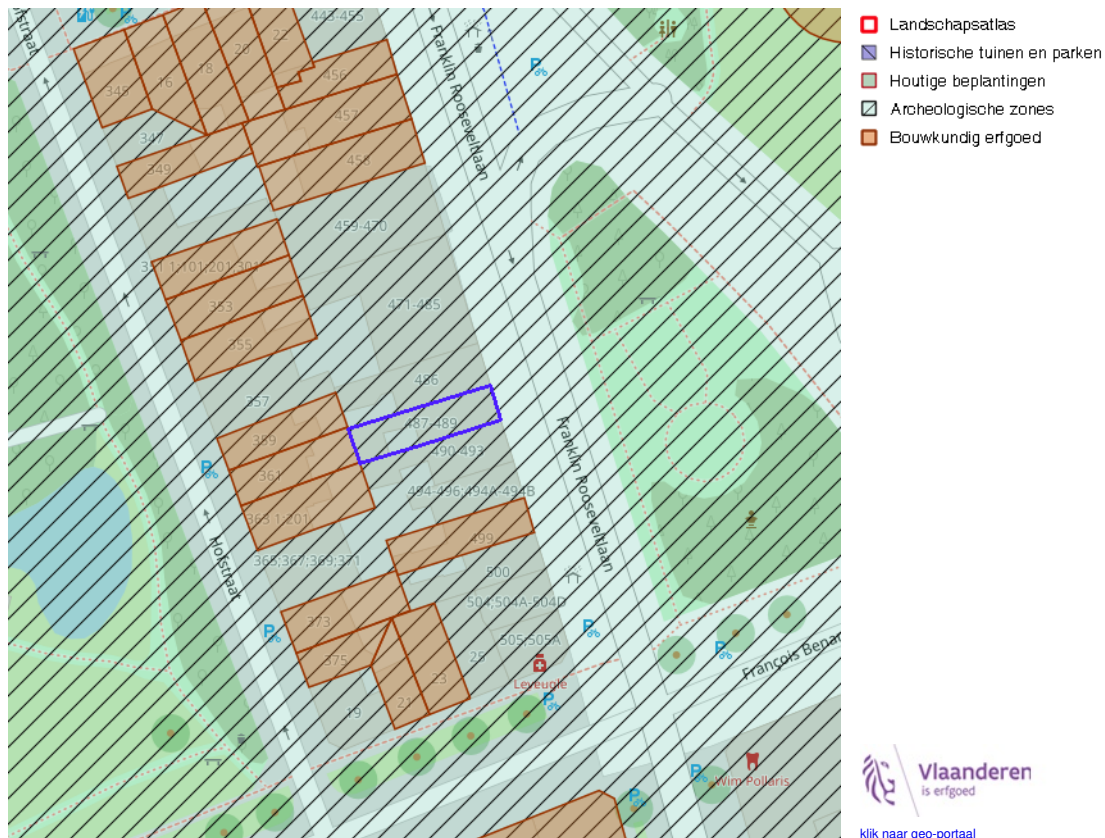 Hofstraat
443-455
22
20
18
16
345
456
457
458
347
349
Franklin Rooseveltlaan
459-470
351 1;101;201;301
353
355
471-485
357
486
487-489
490-493
359
361
363 1;201
494-496;494A-494B
365;367;369;371
499
500
504;504A-504D
505;505A
Franklin Rooseveltlaan
Hofstraat
373
375
25
23
21
19
Leveugle
Wim Pollaris
Landschapsatlas
Historische tuinen en parken
Houtige beplantingen
Archeologische zones
Bouwkundig erfgoed
Vlaanderen
is erfgoed
klik naar geo-portaal